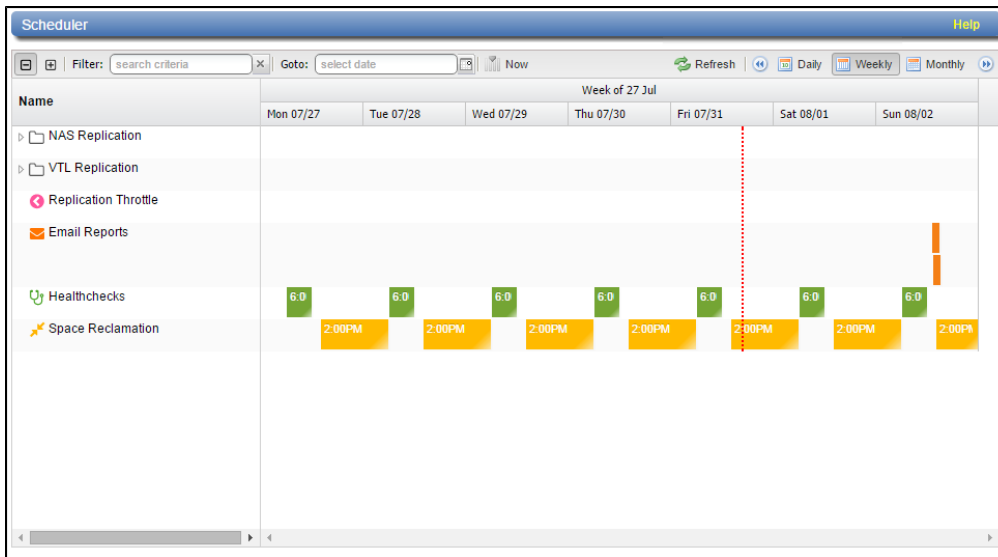 Scheduler Help
Filter: search criteria Goto: select date Now Refresh Daily Weekly Monthly
Name
Week of 27 Jul
Mon 07/27 Tue 07/28 Wed 07/29 Thu 07/30 Fri 07/31 Sat 08/01 Sun 08/02
NAS Replication
VTL Replication
Replication Throttle
Email Reports
Healthchecks 6:0 6:0 6:0 6:0 6:0 6:0 6:0
Space Reclamation 2:00PM 2:00PM 2:00PM 2:00PM 2:00PM 2:00PM 2:00PM